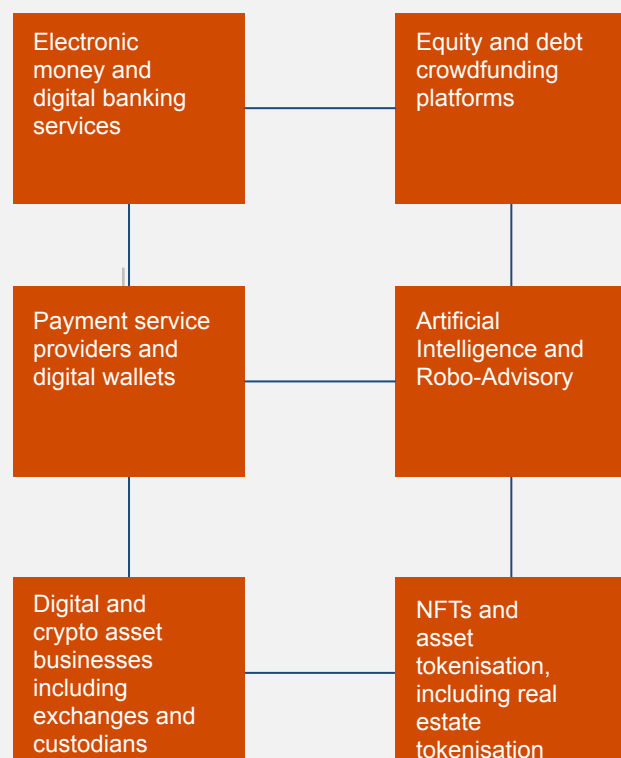 Electronic
money and
digital banking
services
Equity and debt
crowdfunding
platforms
Payment service
providers and
digital wallets
Artificial
Intelligence and
Robo-Advisory
Digital and
crypto asset
businesses
including
exchanges and
custodians
NFTs and
asset
tokenisation,
including real
estate
tokenisation